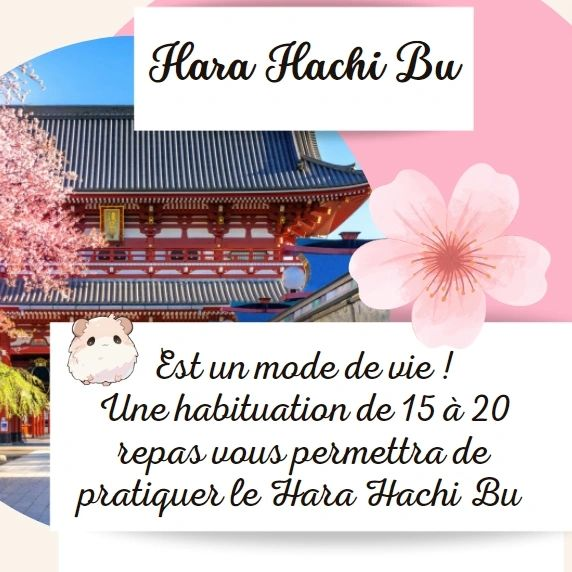 Hara Hachi Bu
Est un mode de vie !
Une habituation de 15 à 20
repas vous permettra de
pratiquer le Hara Hachi Bu